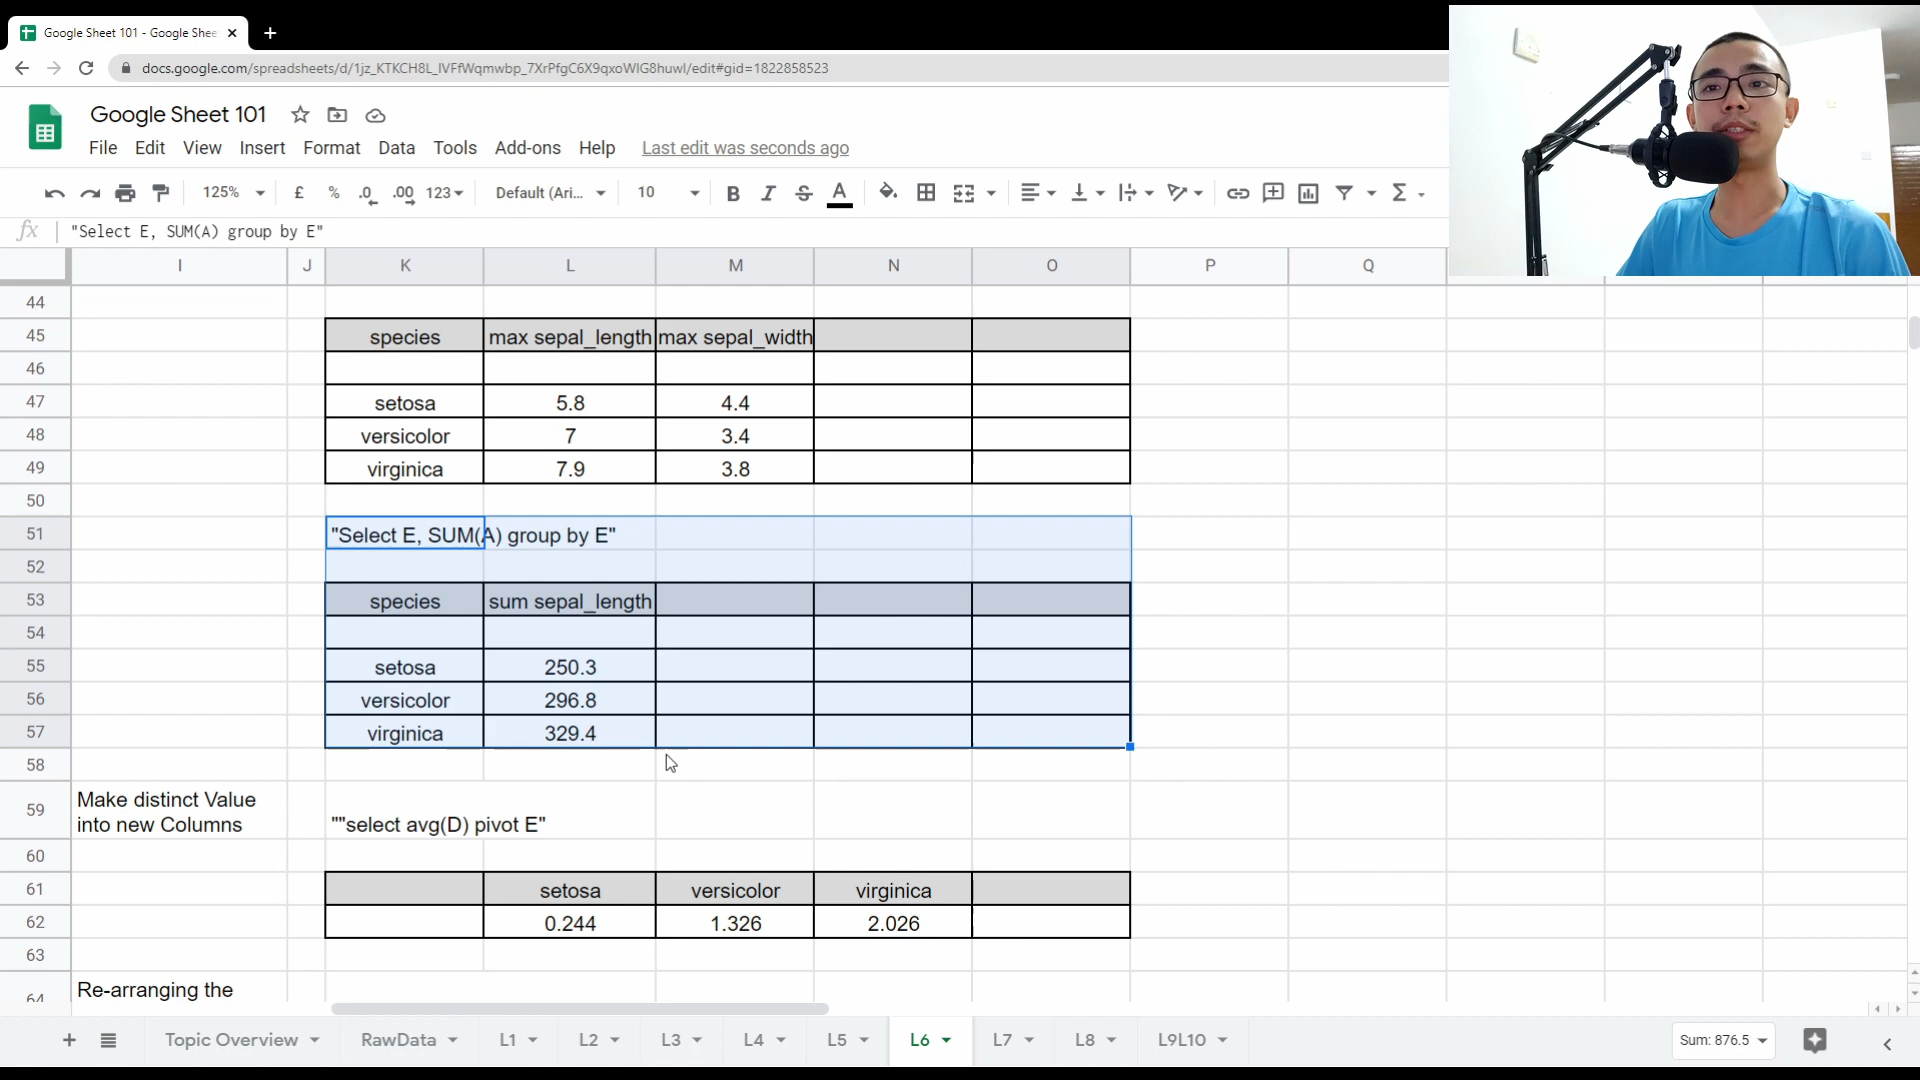 Google Sheet 101 - Google Shee
docs.google.com/spreadsheets/d/1jz_KTKCH8L_lVFfWqmwbp_7XrPfgC6X9qxoWlG8huwI/edit#gid=1822858523
Google Sheet 101
File Edit View Insert Format Data Tools Add-ons Help Last edit was seconds ago
125% £ % .0 .00 123 Default (Ari... 10 B I S A Σ
fx "Select E, SUM(A) group by E"
I J K L M N O P Q
44
45 species max sepal_length max sepal_width
46
47 setosa 5.8 4.4
48 versicolor 7 3.4
49 virginica 7.9 3.8
50
51 "Select E, SUM(A) group by E"
52
53 species sum sepal_length
54
55 setosa 250.3
56 versicolor 296.8
57 virginica 329.4
58
59 Make distinct Value
into new Columns ""select avg(D) pivot E"
60
61 setosa versicolor virginica
62 0.244 1.326 2.026
63
64 Re-arranging the
Topic Overview RawData L1 L2 L3 L4 L5 L6 L7 L8 L9L10 Sum: 876.5